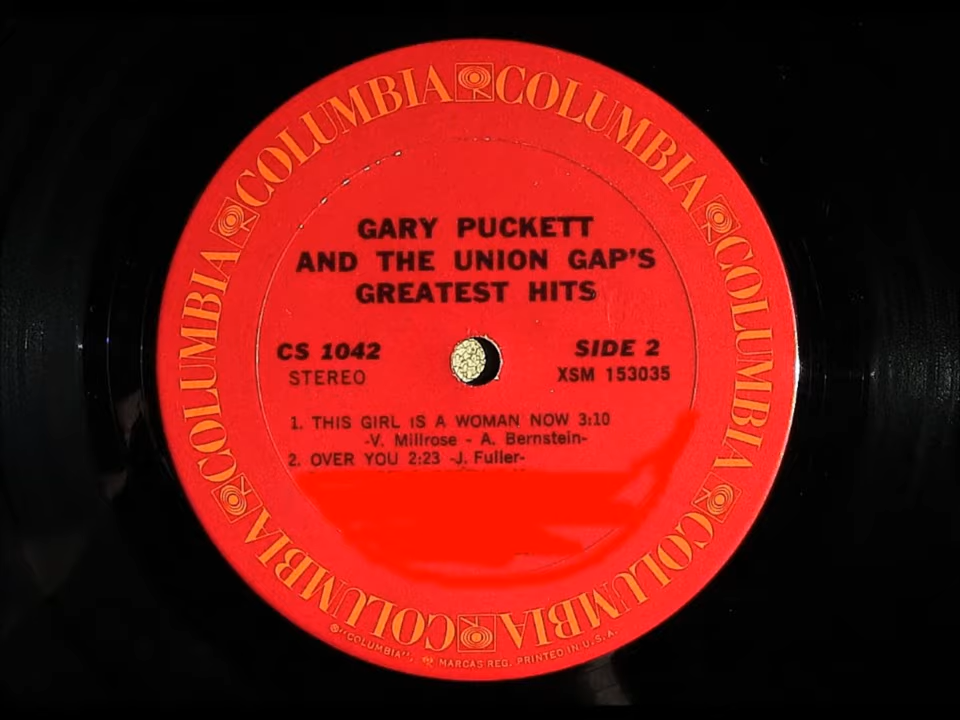 COLUMBIA COLUMBIA COLUMBIA COLUMBIA COLUMBIA COLUMBIA COLUMBIA COLUMBIA
GARY PUCKETT
AND THE UNION GAP'S
GREATEST HITS
CS 1042
STEREO
SIDE 2
XSM 153035
1. THIS GIRL IS A WOMAN NOW 3:10
-V. Millrose - A. Bernstein-
2. OVER YOU 2:23 -J. Fuller-
®"COLUMBIA", MARCAS REG. PRINTED IN U.S.A.